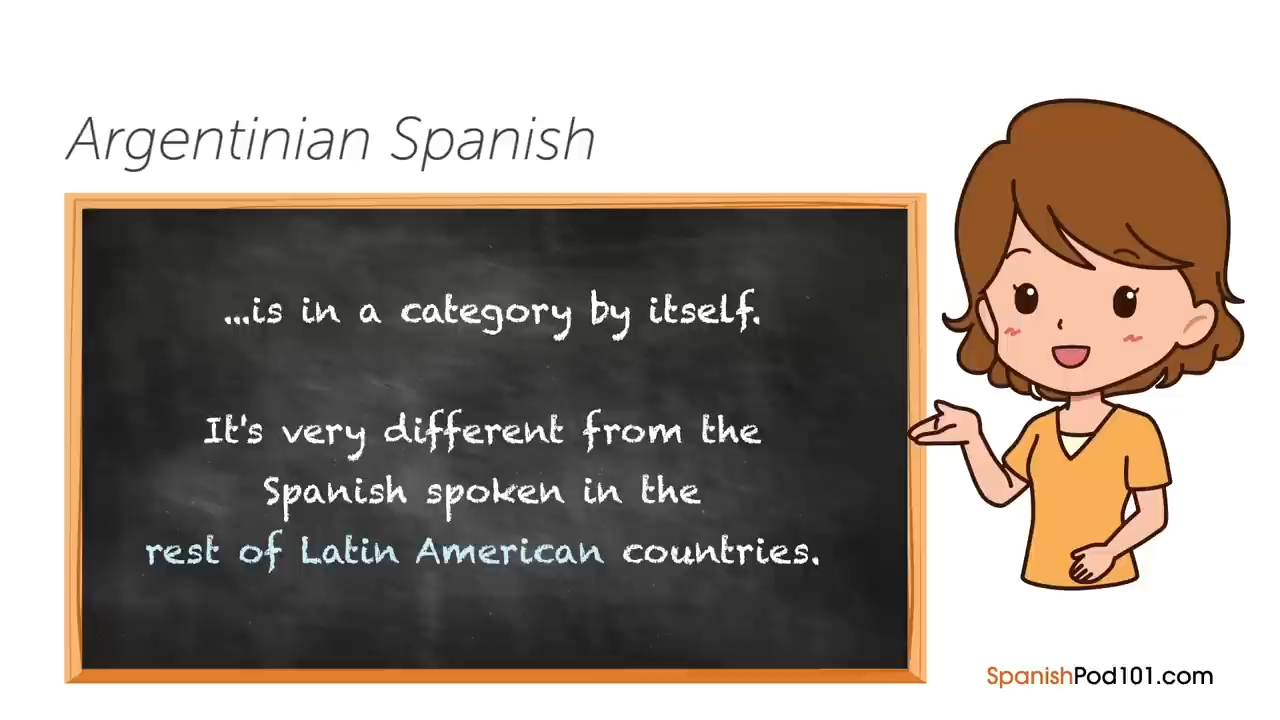 Argentinian Spanish
...is in a category by itself.
It's very different from the
Spanish spoken in the
rest of Latin American countries.
SpanishPod101.com